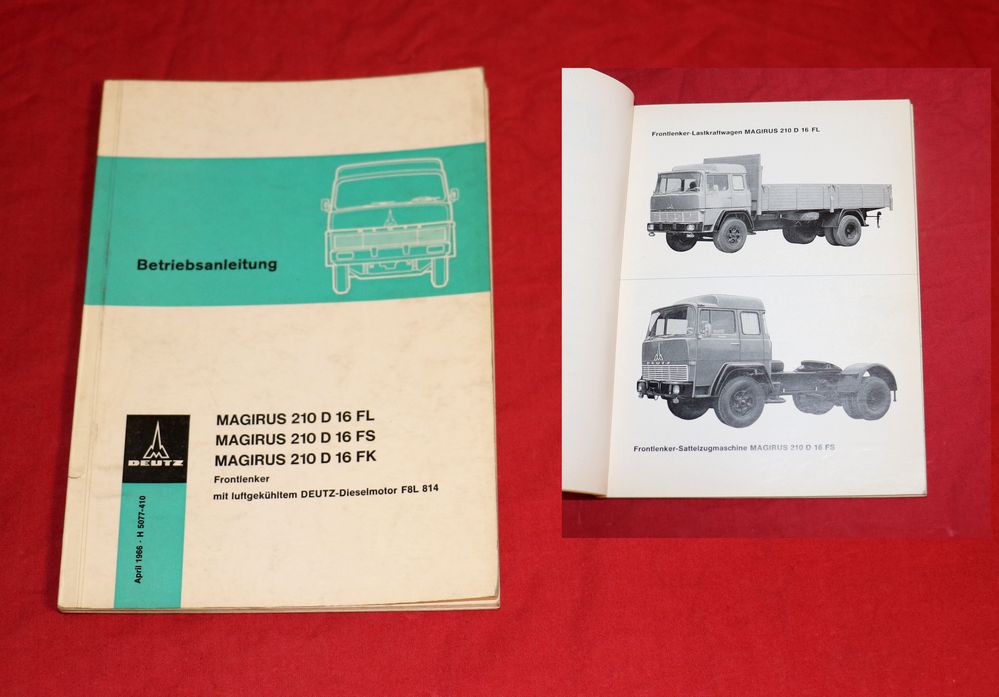 Betriebsanleitung
DEUTZ
MAGIRUS 210 D 16 FL
MAGIRUS 210 D 16 FS
MAGIRUS 210 D 16 FK
Frontlenker
mit luftgekühltem DEUTZ-Dieselmotor F8L 814
April 1966 - H 5077-410
Frontlenker-Lastkraftwagen MAGIRUS 210 D 16 FL
DEUTZ
Frontlenker-Sattelzugmaschine MAGIRUS 210 D 16 FS